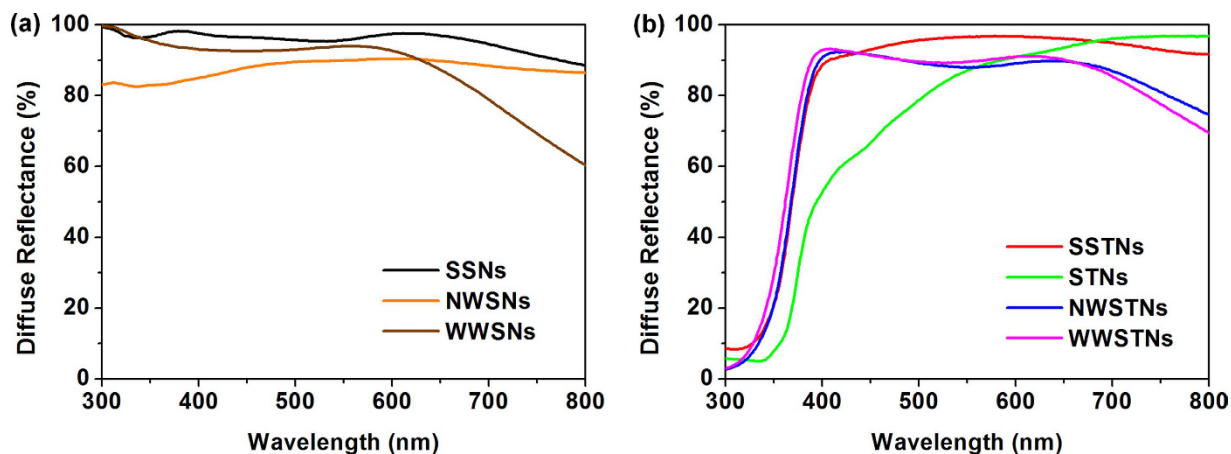 (a)
Diffuse Reflectance (%)
100
80
60
40
20
0
SSNs
NWSNs
WWSNs
300 400 500 600 700 800
Wavelength (nm)
(b)
Diffuse Reflectance (%)
100
80
60
40
20
0
SSTNs
STNs
NWSTNs
WWSTNs
300 400 500 600 700 800
Wavelength (nm)